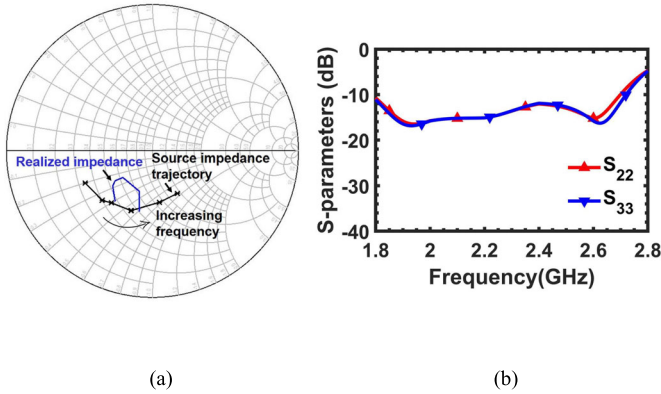 Realized impedance
Source impedance
trajectory
Increasing
frequency
(a)
S-parameters (dB)
0
-10
-20
-30
-40
1.8 2 2.2 2.4 2.6 2.8
Frequency(GHz)
S22
S33
(b)